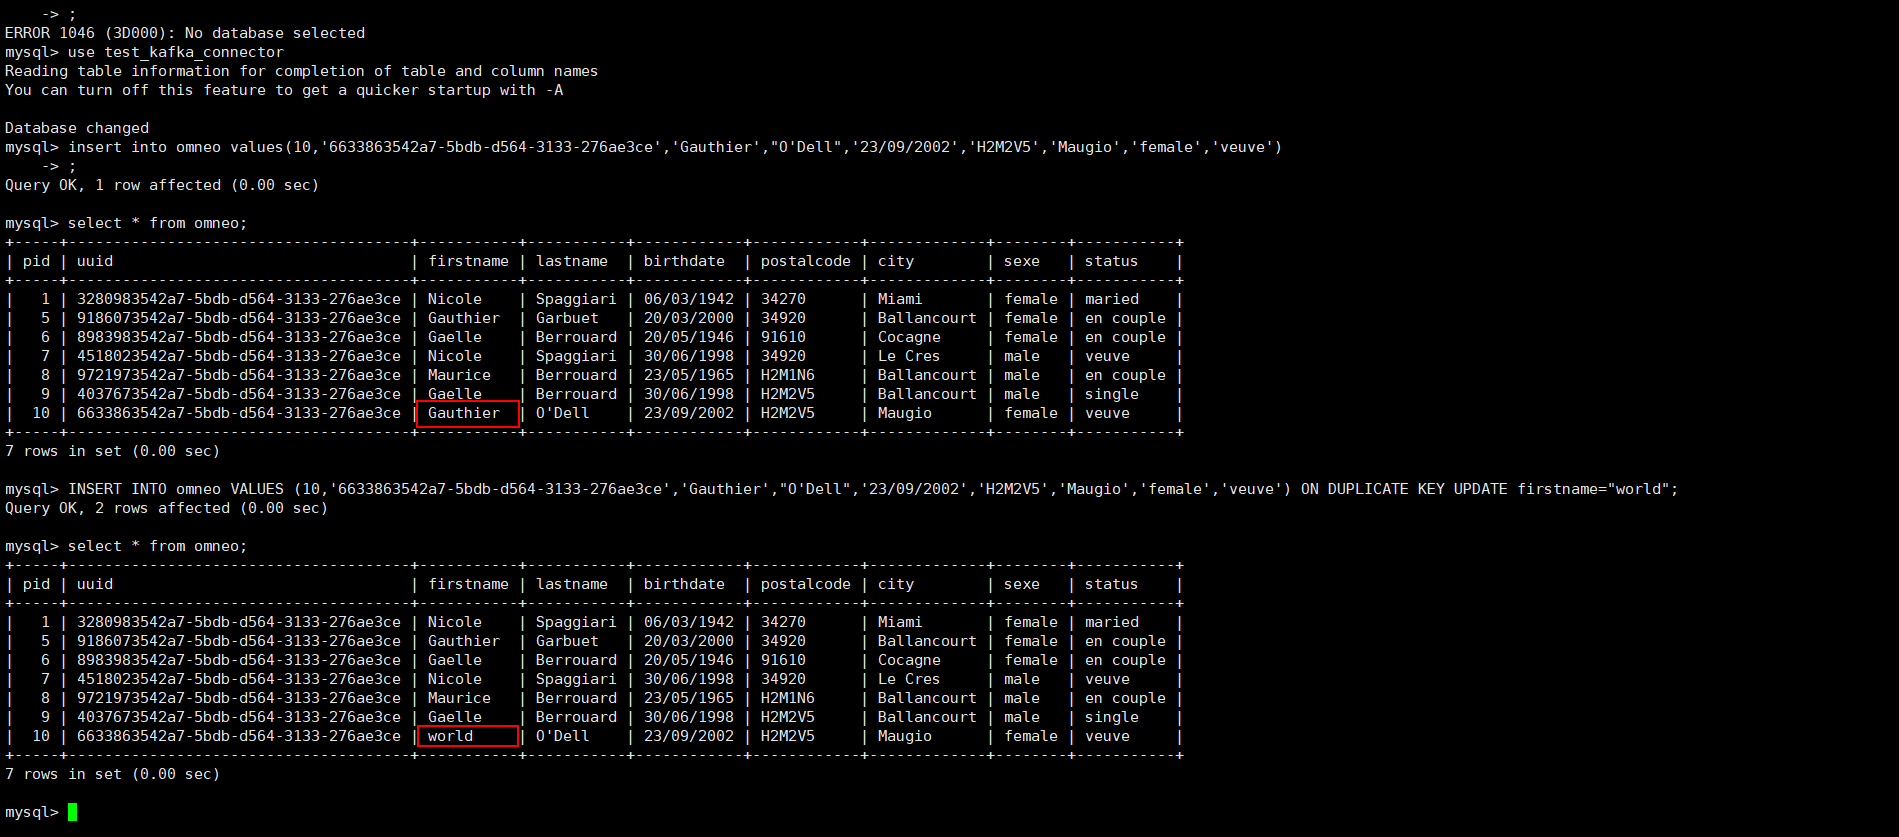 -> ;
ERROR 1046 (3D000): No database selected
mysql> use test_kafka_connector
Reading table information for completion of table and column names
You can turn off this feature to get a quicker startup with -A

Database changed
mysql> insert into omneo values(10,'6633863542a7-5bdb-d564-3133-276ae3ce','Gauthier',"O'Dell",'23/09/2002','H2M2V5','Maugio','female','veuve')
    -> ;
Query OK, 1 row affected (0.00 sec)

mysql> select * from omneo;
+-----+--------------------------------------+-----------+-----------+------------+------------+-------------+--------+-----------+
| pid | uuid                                 | firstname | lastname  | birthdate  | postalcode | city        | sexe   | status    |
+-----+--------------------------------------+-----------+-----------+------------+------------+-------------+--------+-----------+
|   1 | 3280983542a7-5bdb-d564-3133-276ae3ce | Nicole    | Spaggiari | 06/03/1942 | 34270      | Miami       | female | maried    |
|   5 | 9186073542a7-5bdb-d564-3133-276ae3ce | Gauthier  | Garbuet   | 20/03/2000 | 34920      | Ballancourt | female | en couple |
|   6 | 8983983542a7-5bdb-d564-3133-276ae3ce | Gaelle    | Berrouard | 20/05/1946 | 91610      | Cocagne     | female | en couple |
|   7 | 4518023542a7-5bdb-d564-3133-276ae3ce | Nicole    | Spaggiari | 30/06/1998 | 34920      | Le Cres     | male   | veuve     |
|   8 | 9721973542a7-5bdb-d564-3133-276ae3ce | Maurice   | Berrouard | 23/05/1965 | H2M1N6     | Ballancourt | male   | en couple |
|   9 | 4037673542a7-5bdb-d564-3133-276ae3ce | Gaelle    | Berrouard | 30/06/1998 | H2M2V5     | Ballancourt | male   | single    |
|  10 | 6633863542a7-5bdb-d564-3133-276ae3ce | Gauthier  | O'Dell    | 23/09/2002 | H2M2V5     | Maugio      | female | veuve     |
+-----+--------------------------------------+-----------+-----------+------------+------------+-------------+--------+-----------+
7 rows in set (0.00 sec)

mysql> INSERT INTO omneo VALUES (10,'6633863542a7-5bdb-d564-3133-276ae3ce','Gauthier',"O'Dell",'23/09/2002','H2M2V5','Maugio','female','veuve') ON DUPLICATE KEY UPDATE firstname="world";
Query OK, 2 rows affected (0.00 sec)

mysql> select * from omneo;
+-----+--------------------------------------+-----------+-----------+------------+------------+-------------+--------+-----------+
| pid | uuid                                 | firstname | lastname  | birthdate  | postalcode | city        | sexe   | status    |
+-----+--------------------------------------+-----------+-----------+------------+------------+-------------+--------+-----------+
|   1 | 3280983542a7-5bdb-d564-3133-276ae3ce | Nicole    | Spaggiari | 06/03/1942 | 34270      | Miami       | female | maried    |
|   5 | 9186073542a7-5bdb-d564-3133-276ae3ce | Gauthier  | Garbuet   | 20/03/2000 | 34920      | Ballancourt | female | en couple |
|   6 | 8983983542a7-5bdb-d564-3133-276ae3ce | Gaelle    | Berrouard | 20/05/1946 | 91610      | Cocagne     | female | en couple |
|   7 | 4518023542a7-5bdb-d564-3133-276ae3ce | Nicole    | Spaggiari | 30/06/1998 | 34920      | Le Cres     | male   | veuve     |
|   8 | 9721973542a7-5bdb-d564-3133-276ae3ce | Maurice   | Berrouard | 23/05/1965 | H2M1N6     | Ballancourt | male   | en couple |
|   9 | 4037673542a7-5bdb-d564-3133-276ae3ce | Gaelle    | Berrouard | 30/06/1998 | H2M2V5     | Ballancourt | male   | single    |
|  10 | 6633863542a7-5bdb-d564-3133-276ae3ce | world     | O'Dell    | 23/09/2002 | H2M2V5     | Maugio      | female | veuve     |
+-----+--------------------------------------+-----------+-----------+------------+------------+-------------+--------+-----------+
7 rows in set (0.00 sec)

mysql>